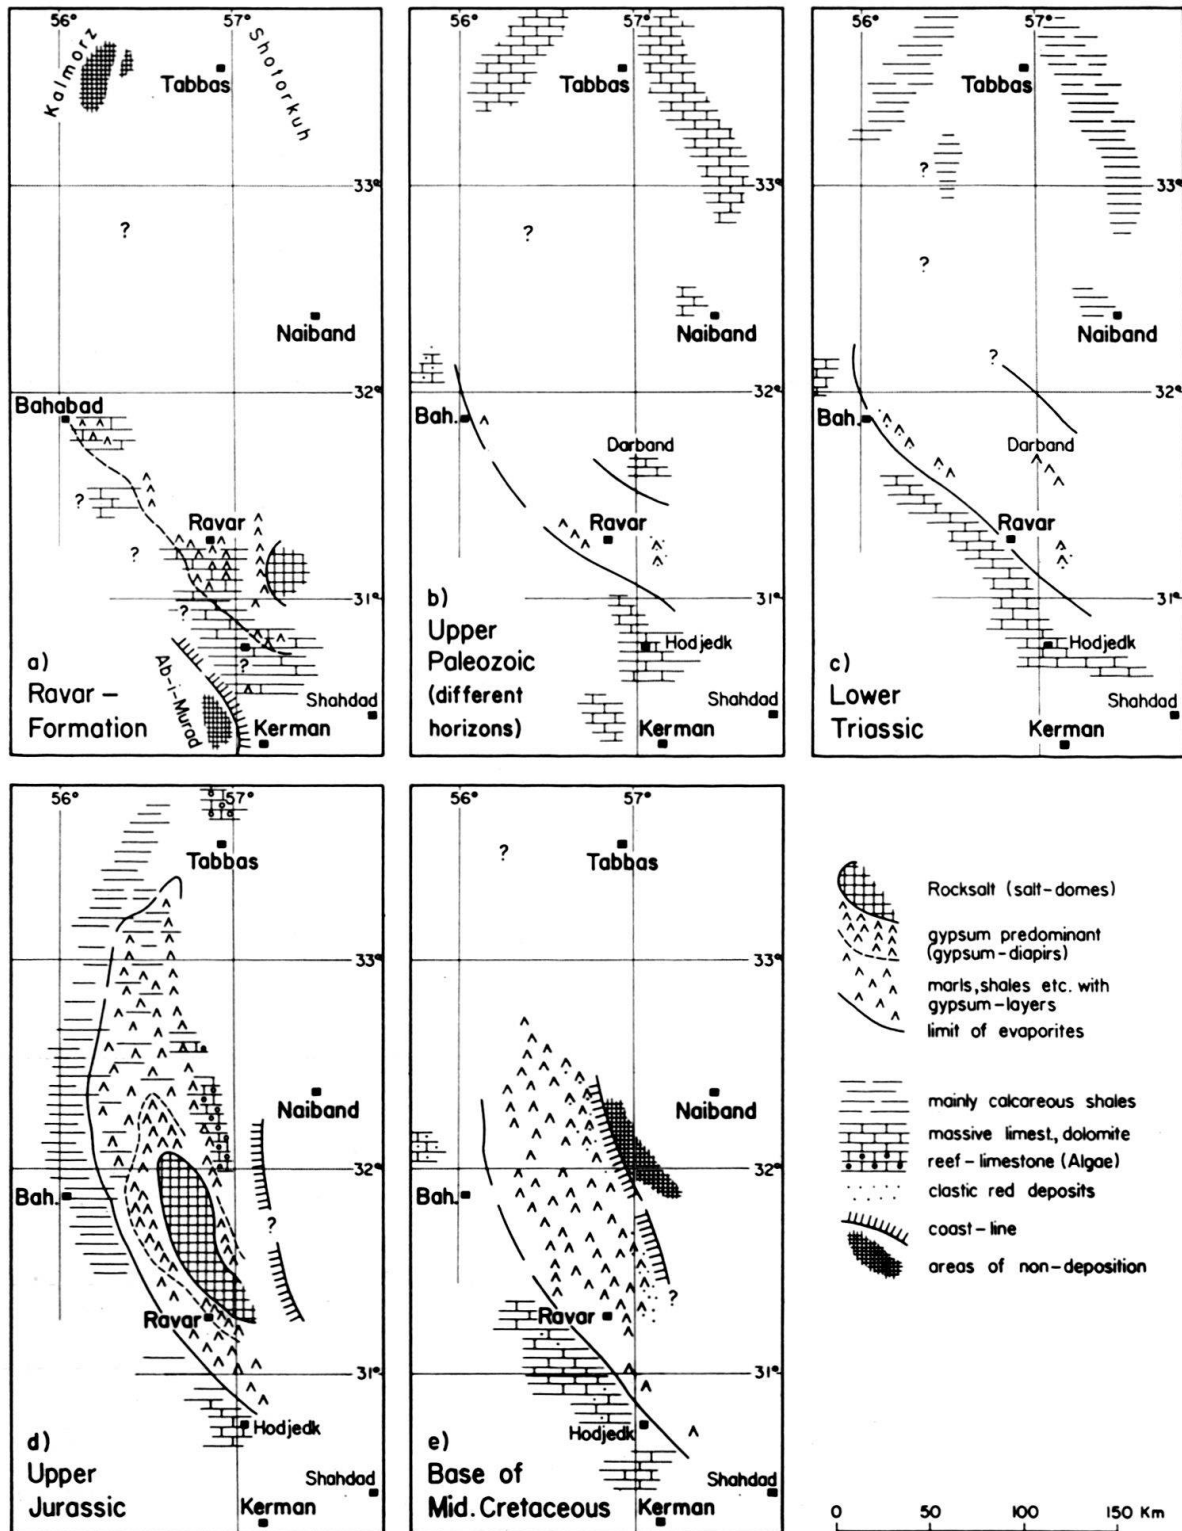 56° 57°
Kalmorz
Shotorkuh
Tabbas
33°
?
Naiband
32°
Bahabad
?
Ravar
?
31°
?
a)
Ravar –
Formation
Ab-i-Murad
?
Shahdad
Kerman
56° 57°
Tabbas
33°
?
Naiband
32°
Bah.
Darband
Ravar
31°
b)
Upper
Paleozoic
(different
horizons)
Hodjedk
Shahdad
Kerman
56° 57°
Tabbas
?
33°
?
Naiband
?
32°
Bah.
Darband
Ravar
31°
c)
Lower
Triassic
Hodjedk
Shahdad
Kerman
56° 57°
Tabbas
33°
Naiband
32°
Bah.
?
Ravar
31°
d)
Upper
Jurassic
Hodjedk
Shahdad
Kerman
56° 57°
?
Tabbas
33°
Naiband
32°
Bah.
?
Ravar
31°
e)
Base of
Mid. Cretaceous
Hodjedk
Shahdad
Kerman
Rocksalt (salt-domes)
gypsum predominant
(gypsum-diapirs)
marls, shales etc. with
gypsum-layers
limit of evaporites
mainly calcareous shales
massive limest., dolomite
reef-limestone (Algae)
clastic red deposits
coast-line
areas of non-deposition
0 50 100 150 Km